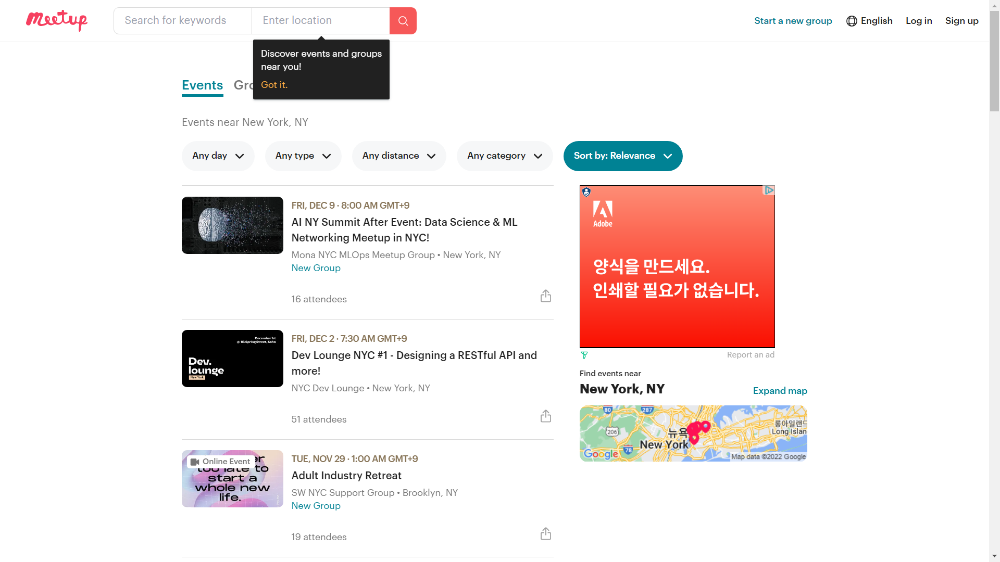 Meetup
Search for keywords
Enter location
Start a new group
English
Log in
Sign up
Discover events and groups
near you!
Got it.
Events
Events near New York, NY
Any day
Any type
Any distance
Any category
Sort by: Relevance
FRI, DEC 9 · 8:00 AM GMT+9
AI NY Summit After Event: Data Science & ML
Networking Meetup in NYC!
Mona NYC MLOps Meetup Group • New York, NY
New Group
16 attendees
December 1st
@ 113 Spring Street, Soho
Dev.
lounge
New York
FRI, DEC 2 · 7:30 AM GMT+9
Dev Lounge NYC #1 - Designing a RESTful API and
more!
NYC Dev Lounge • New York, NY
51 attendees
Online Event
too late to
start a
whole new
life.
TUE, NOV 29 · 1:00 AM GMT+9
Adult Industry Retreat
SW NYC Support Group • Brooklyn, NY
New Group
19 attendees
Adobe
양식을 만드세요.
인쇄할 필요가 없습니다.
Report an ad
Find events near
New York, NY
Expand map
80
287
206
78
뉴욕
New York
롱아일랜드
Long Islan
Google
Map data ©2022 Google